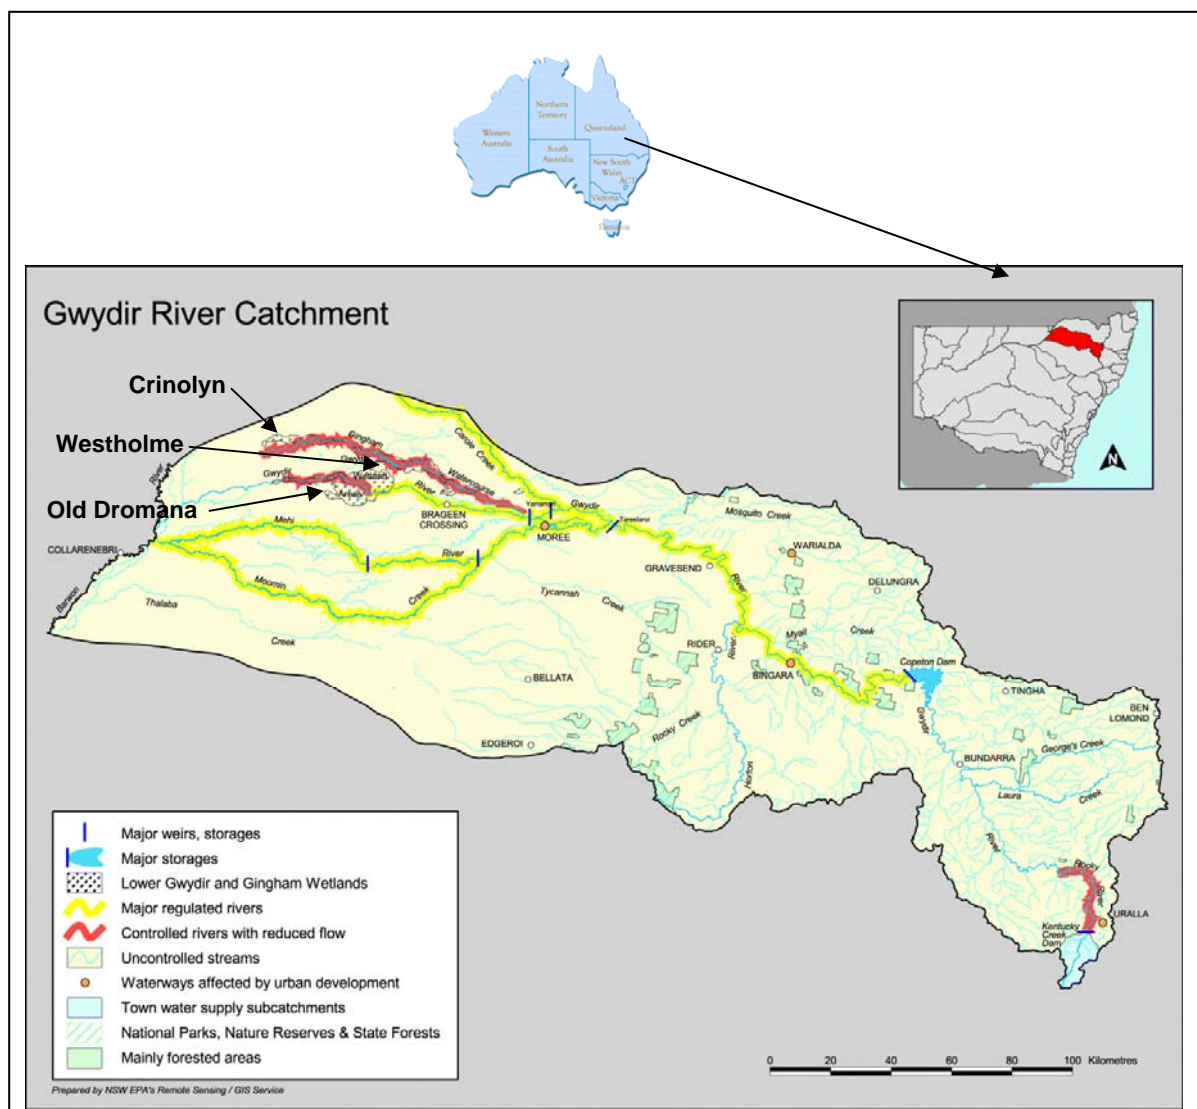 Northern
Territory
Western
Australia
Queensland
South
Australia
New South
Wales
ACT
Victoria
Tasmania
Gwydir River Catchment
N
Crinolyn
Westholme
Old Dromana
Gingham
Watercourse
Carole Creek
Gwydir
Wetland
Areas
Gwydir
River
River
BRAGEEN
CROSSING
Yarraman
Gwydir
Tareelaroi
MOREE
Mosquito Creek
WARIALDA
Mehi
River
COLLARENEBRI
GRAVESEND
River
DELUNGRA
Moomin
Creek
Barwon
Thalaba
Creek
Tycannah
Creek
RIDER
River
Myall
Creek
BINGARA
Copeton Dam
BELLATA
TINGHA
BEN
LOMOND
Gwydir
Rocky Creek
EDGEROI
Horton
BUNDARRA
George's Creek
Laura
Creek
River
Rocky
River
URALLA
Kentucky
Creek
Dam
Major weirs, storages
Major storages
Lower Gwydir and Gingham Wetlands
Major regulated rivers
Controlled rivers with reduced flow
Uncontrolled streams
Waterways affected by urban development
Town water supply subcatchments
National Parks, Nature Reserves & State Forests
Mainly forested areas
0 20 40 60 80 100 Kilometres
Prepared by NSW EPA's Remote Sensing / GIS Service